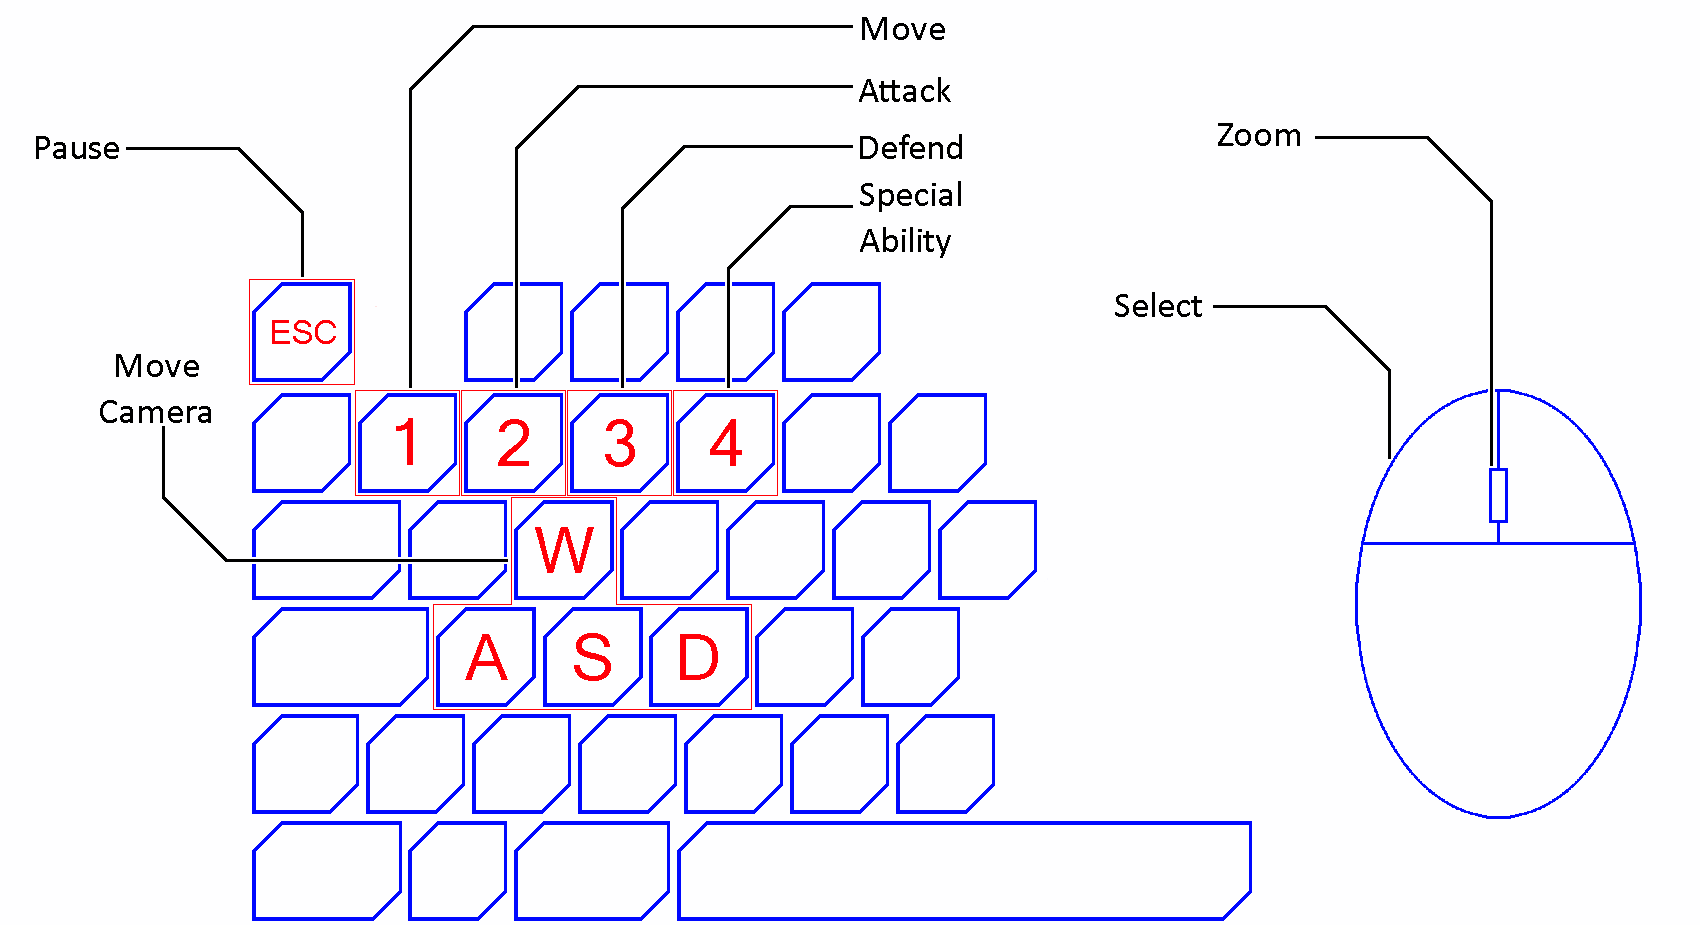 Move
Attack
Pause
Defend
Zoom
Special
Ability
Select
ESC
Move
Camera
1 2 3 4
W
A S D